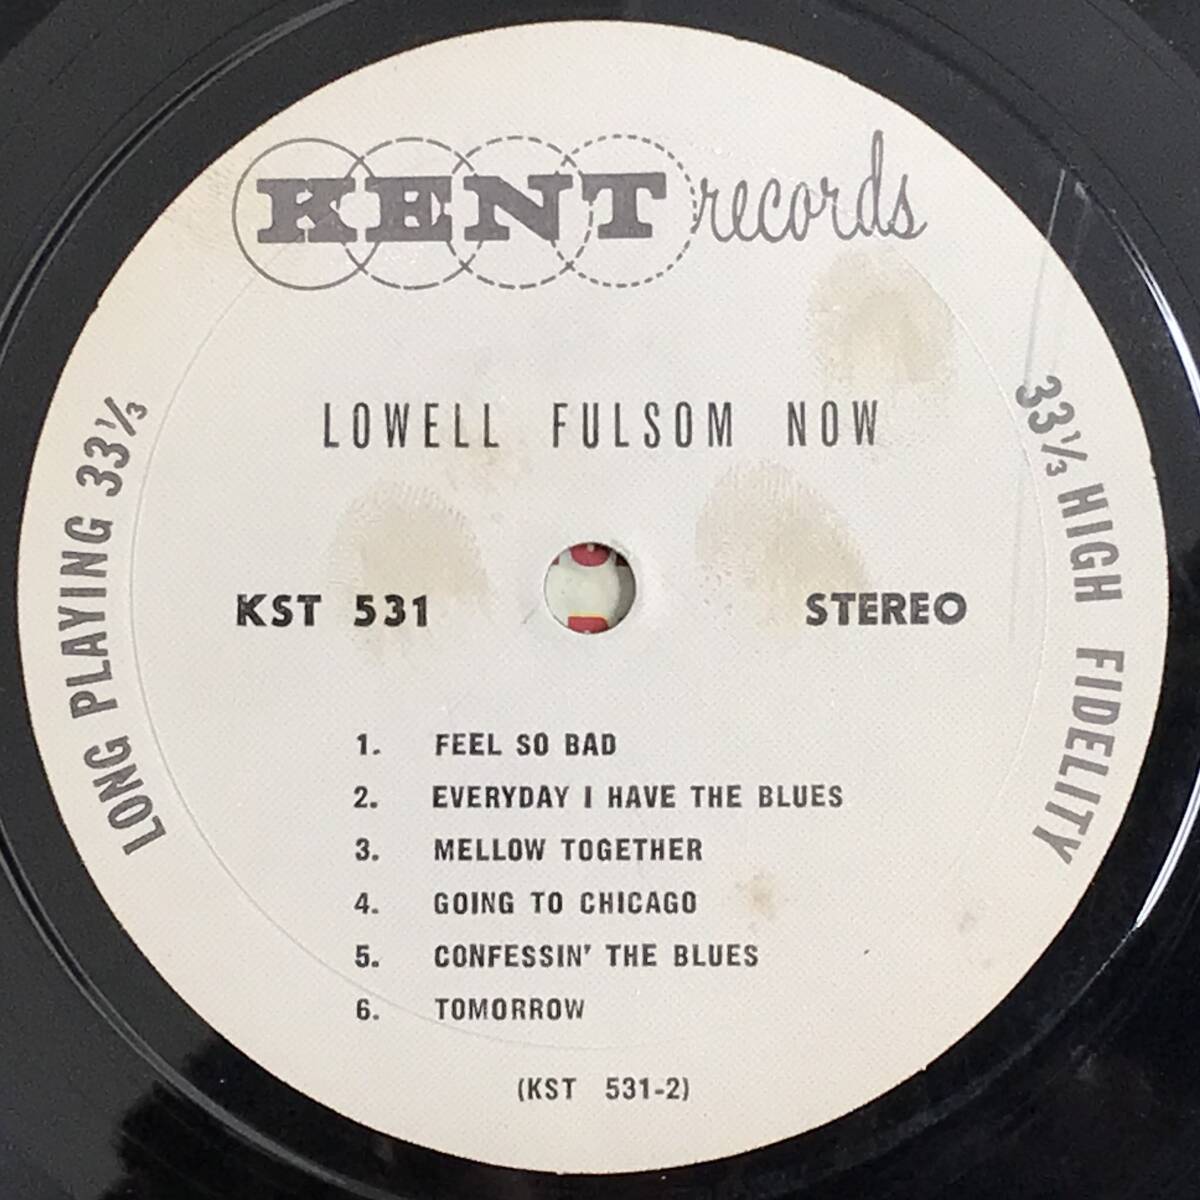 KENT records
LOWELL FULSOM NOW
LONG PLAYING 33⅓
33⅓ HIGH FIDELITY
KST 531
STEREO
1. FEEL SO BAD
2. EVERYDAY I HAVE THE BLUES
3. MELLOW TOGETHER
4. GOING TO CHICAGO
5. CONFESSIN' THE BLUES
6. TOMORROW
(KST 531-2)